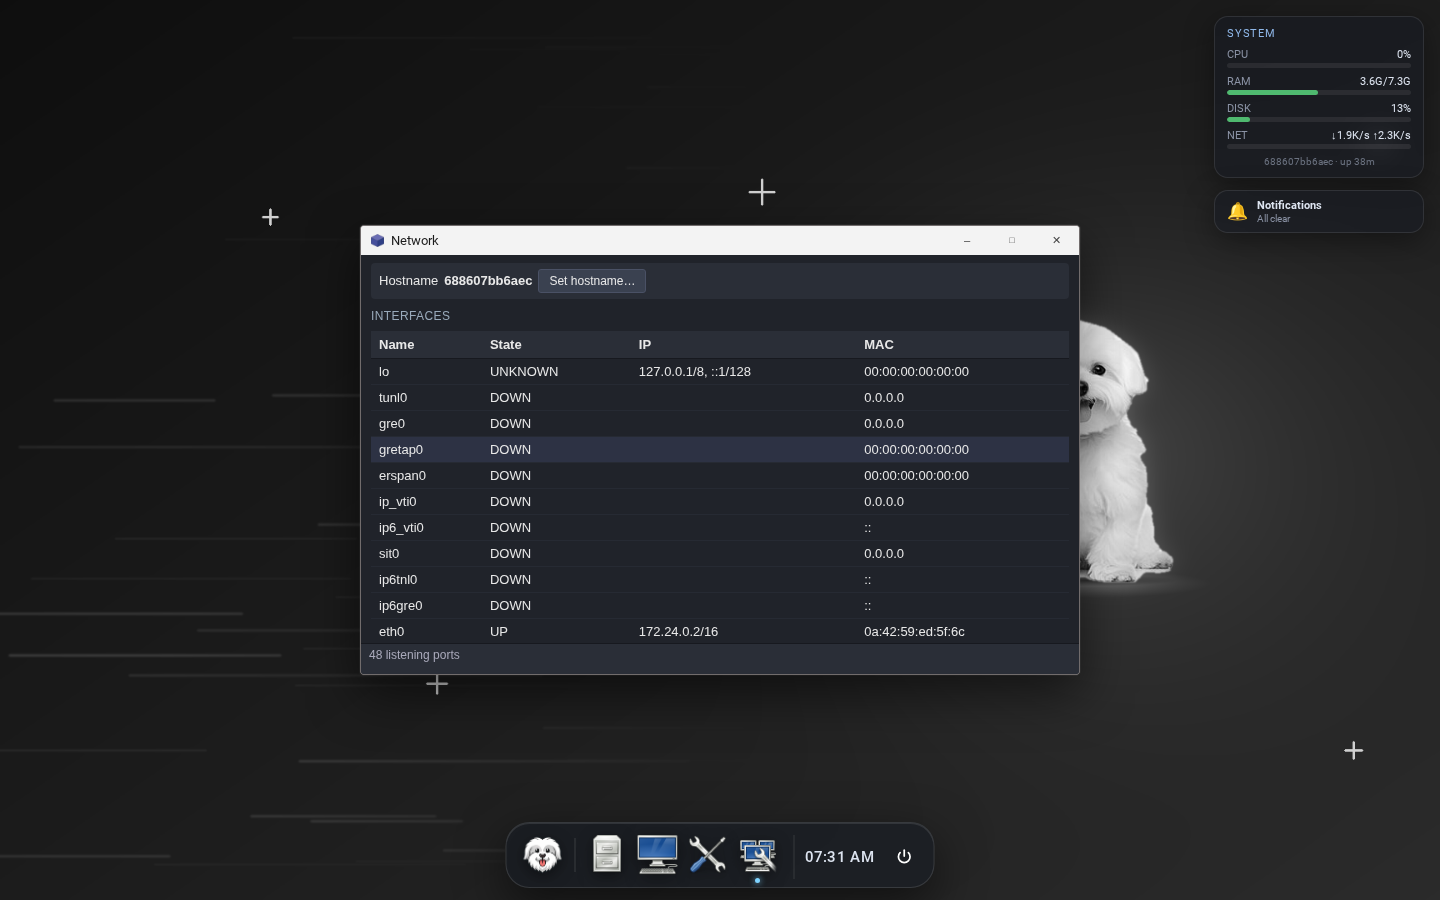 SYSTEM
CPU 0%
RAM 3.6G/7.3G
DISK 13%
NET ↓1.9K/s ↑2.3K/s
688607bb6aec · up 38m
🔔 Notifications
All clear
Network
Hostname 688607bb6aec Set hostname…
INTERFACES
Name State IP MAC
lo UNKNOWN 127.0.0.1/8, ::1/128 00:00:00:00:00:00
tunl0 DOWN 0.0.0.0
gre0 DOWN 0.0.0.0
gretap0 DOWN 00:00:00:00:00:00
erspan0 DOWN 00:00:00:00:00:00
ip_vti0 DOWN 0.0.0.0
ip6_vti0 DOWN ::
sit0 DOWN 0.0.0.0
ip6tnl0 DOWN ::
ip6gre0 DOWN ::
eth0 UP 172.24.0.2/16 0a:42:59:ed:5f:6c
48 listening ports
07:31 AM